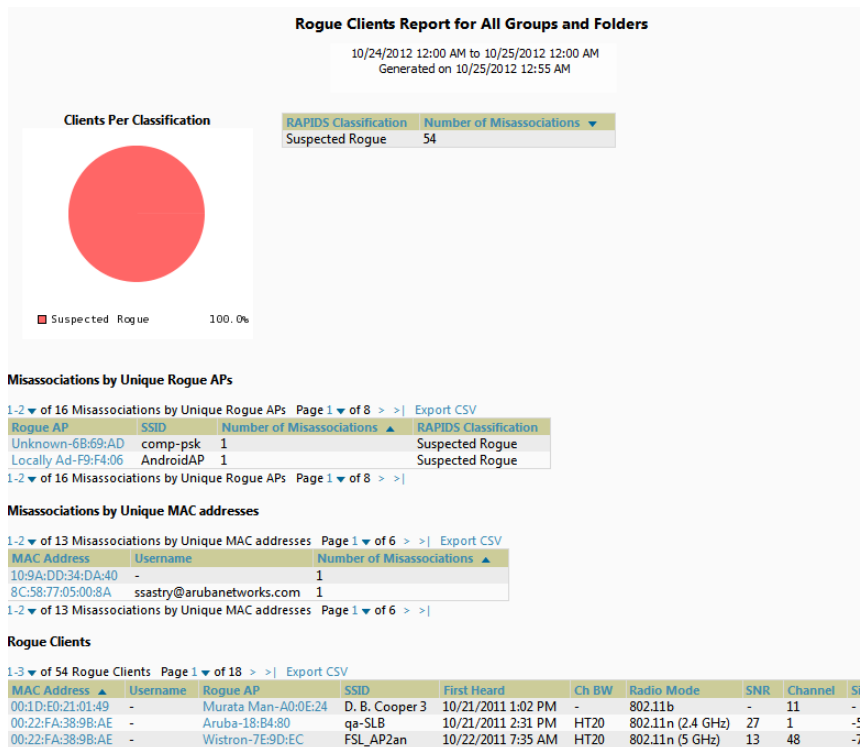 Rogue Clients Report for All Groups and Folders
10/24/2012 12:00 AM to 10/25/2012 12:00 AM
Generated on 10/25/2012 12:55 AM
Clients Per Classification
Suspected Rogue 100.0%
RAPIDS Classification Number of Misassociations ▼
Suspected Rogue 54
Misassociations by Unique Rogue APs
1-2 ▼ of 16 Misassociations by Unique Rogue APs Page 1 ▼ of 8 > >| Export CSV
Rogue AP SSID Number of Misassociations ▲ RAPIDS Classification
Unknown-6B:69:AD comp-psk 1 Suspected Rogue
Locally Ad-F9:F4:06 AndroidAP 1 Suspected Rogue
1-2 ▼ of 16 Misassociations by Unique Rogue APs Page 1 ▼ of 8 > >|
Misassociations by Unique MAC addresses
1-2 ▼ of 13 Misassociations by Unique MAC addresses Page 1 ▼ of 6 > >| Export CSV
MAC Address Username Number of Misassociations ▲
10:9A:DD:34:DA:40 - 1
8C:58:77:05:00:8A ssastry@arubanetworks.com 1
1-2 ▼ of 13 Misassociations by Unique MAC addresses Page 1 ▼ of 6 > >|
Rogue Clients
1-3 ▼ of 54 Rogue Clients Page 1 ▼ of 18 > >| Export CSV
MAC Address ▲ Username Rogue AP SSID First Heard Ch BW Radio Mode SNR Channel Si
00:1D:E0:21:01:49 - Murata Man-A0:0E:24 D. B. Cooper 3 10/21/2011 1:02 PM - 802.11b - 11 -
00:22:FA:38:9B:AE - Aruba-18:B4:80 qa-SLB 10/21/2011 2:31 PM HT20 802.11n (2.4 GHz) 27 1 -5
00:22:FA:38:9B:AE - Wistron-7E:9D:EC FSL_AP2an 10/22/2011 7:35 AM HT20 802.11n (5 GHz) 13 48 -7